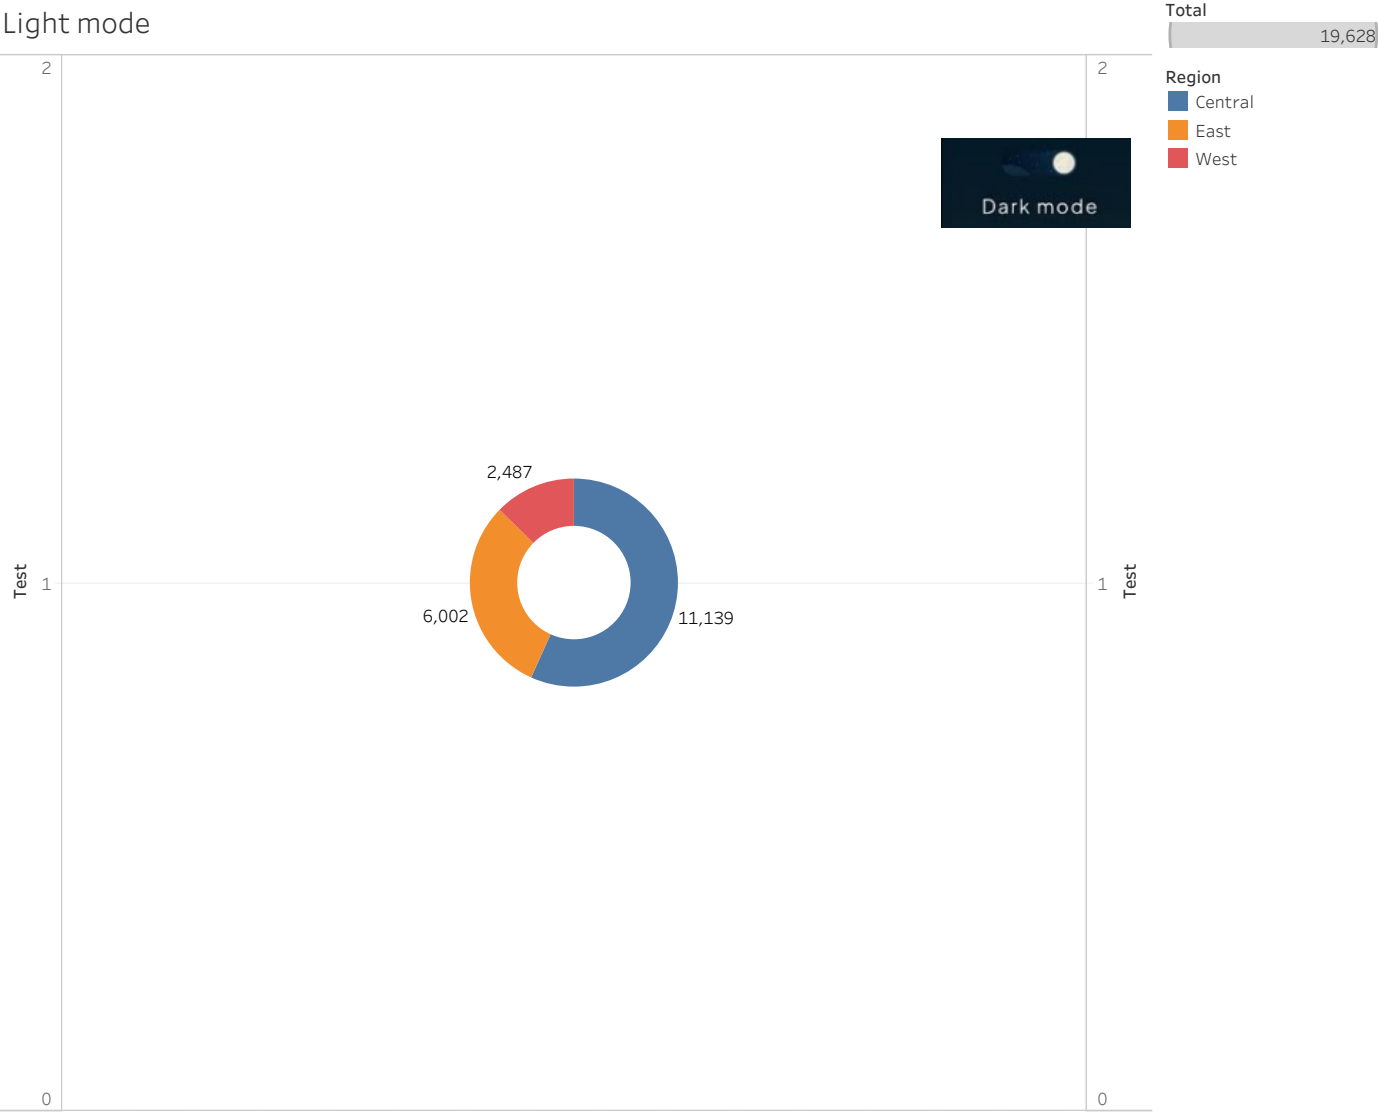 Light mode
Total
19,628
Region
Central
East
West
2
2
Dark mode
2,487
Test
1
1
Test
6,002
11,139
0
0